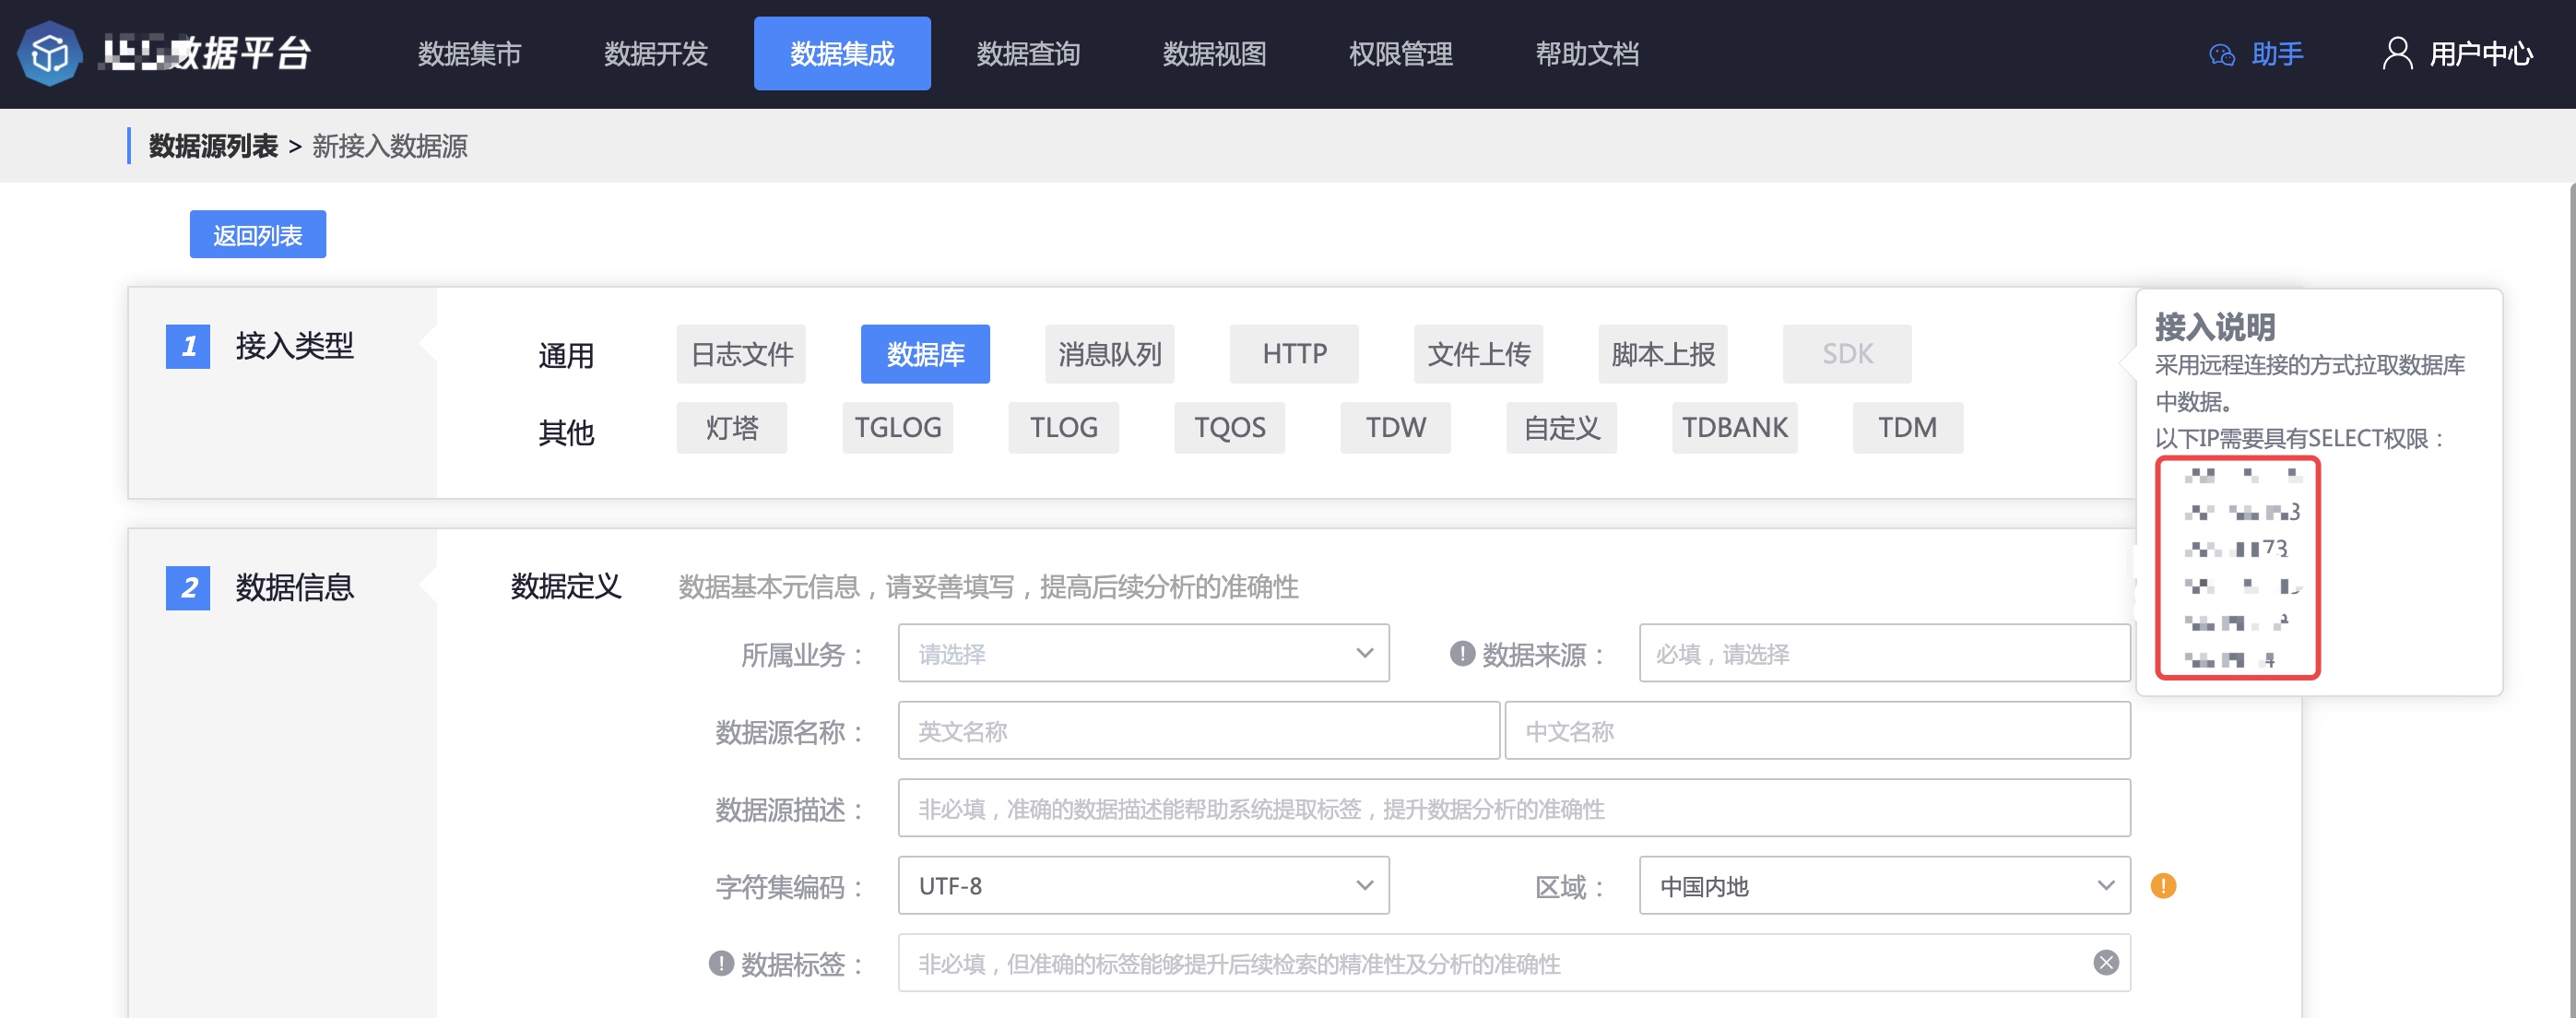 数据平台
数据集市 数据开发 数据集成 数据查询 数据视图 权限管理 帮助文档 助手 用户中心
数据源列表 > 新接入数据源
返回列表
1 接入类型
通用 日志文件 数据库 消息队列 HTTP 文件上传 脚本上报 SDK
其他 灯塔 TGLOG TLOG TQOS TDW 自定义 TDBANK TDM
接入说明
采用远程连接的方式拉取数据库
中数据。
以下IP需要具有SELECT权限：
2 数据信息
数据定义 数据基本元信息，请妥善填写，提高后续分析的准确性
所属业务： 请选择 数据来源： 必填，请选择
数据源名称： 英文名称 中文名称
数据源描述： 非必填，准确的数据描述能帮助系统提取标签，提升数据分析的准确性
字符集编码： UTF-8 区域： 中国内地
数据标签： 非必填，但准确的标签能够提升后续检索的精准性及分析的准确性